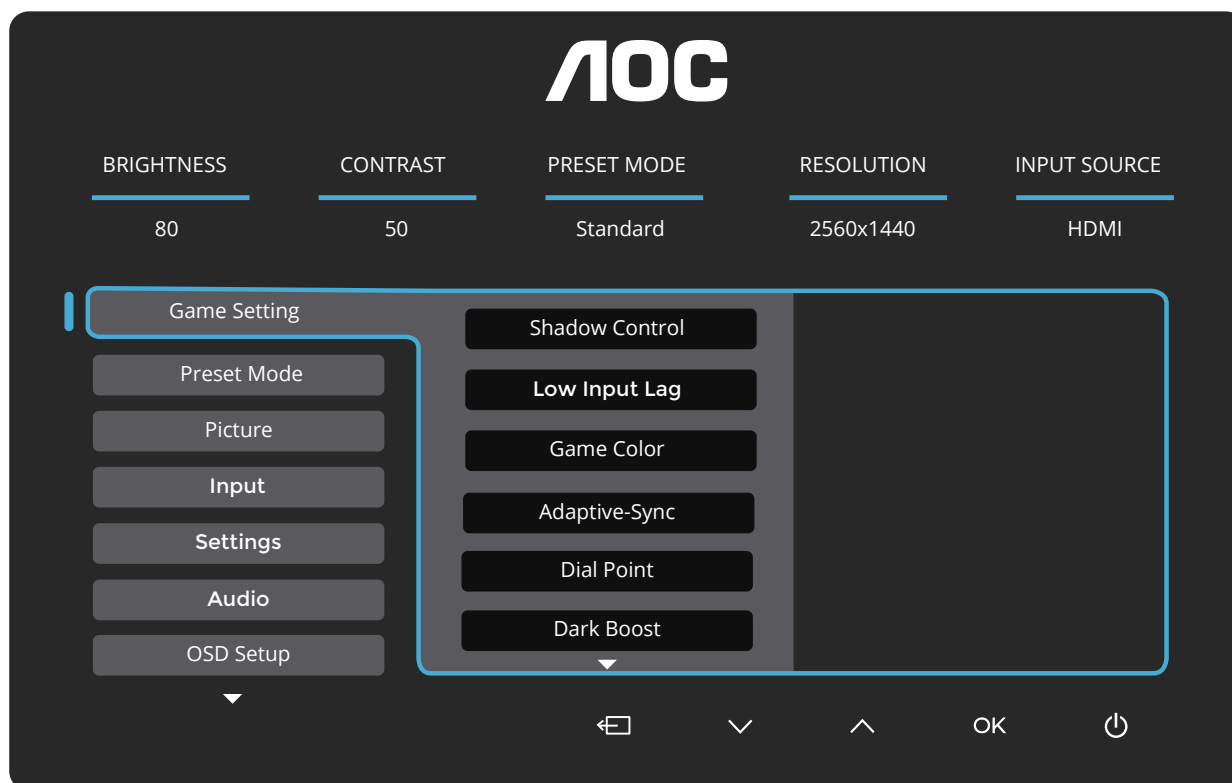 AOC
BRIGHTNESS CONTRAST PRESET MODE RESOLUTION INPUT SOURCE
80 50 Standard 2560x1440 HDMI
Game Setting
Preset Mode
Picture
Input
Settings
Audio
OSD Setup
Shadow Control
Low Input Lag
Game Color
Adaptive-Sync
Dial Point
Dark Boost
OK